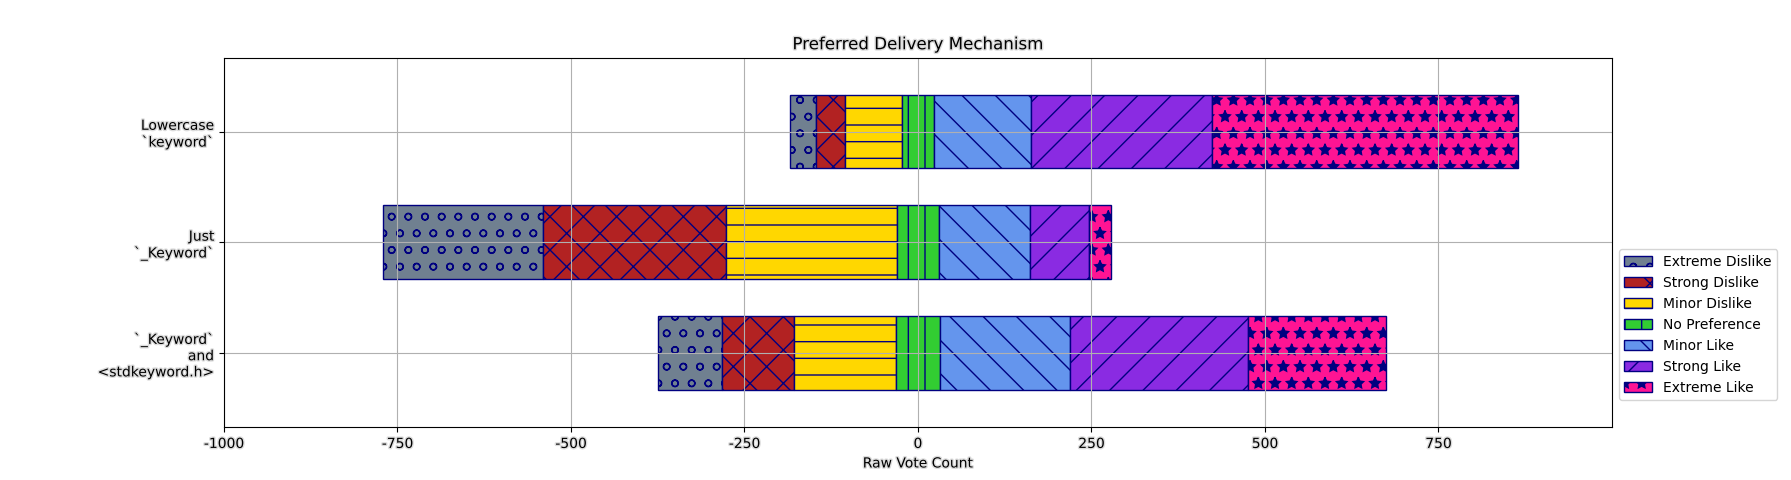 Preferred Delivery Mechanism
Lowercase
`keyword`
Just
`_Keyword`
`_Keyword`
and
<stdkeyword.h>
-1000 -750 -500 -250 0 250 500 750
Raw Vote Count
Extreme Dislike
Strong Dislike
Minor Dislike
No Preference
Minor Like
Strong Like
Extreme Like